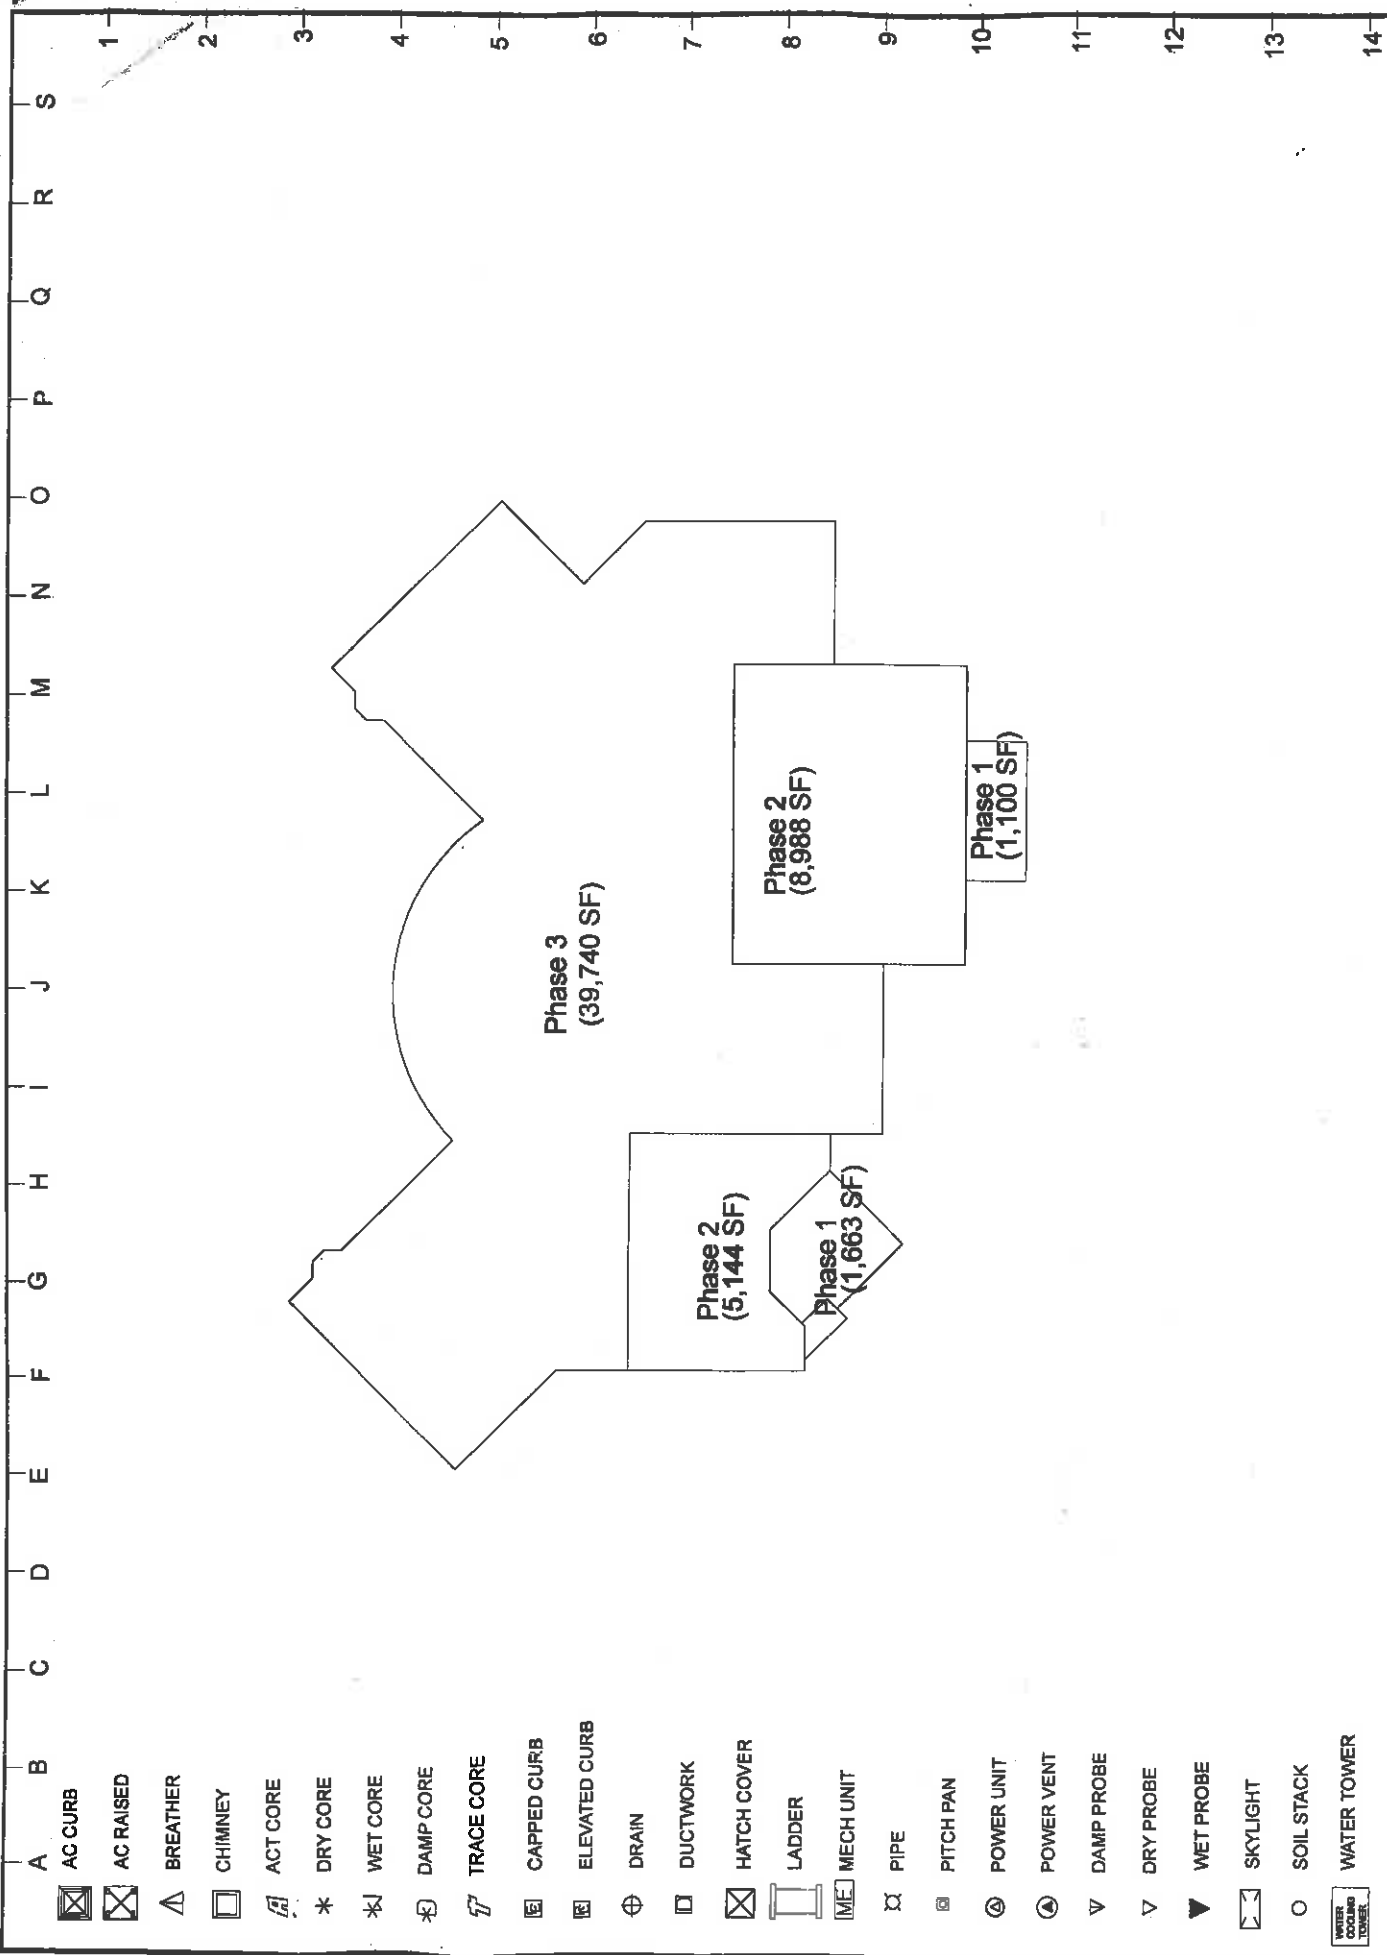 A B C D E F G H I J K L M N O P Q R S
1
2
3
4
5
6
7
8
9
10
11
12
13
14
AC CURB
AC RAISED
BREATHER
CHIMNEY
ACT CORE
DRY CORE
WET CORE
DAMP CORE
TRACE CORE
E CAPPED CURB
E ELEVATED CURB
DRAIN
DUCTWORK
HATCH COVER
LADDER
ME MECH UNIT
PIPE
PITCH PAN
POWER UNIT
POWER VENT
DAMP PROBE
DRY PROBE
WET PROBE
SKYLIGHT
SOIL STACK
WATER TOWER
WATER
COOLING
TOWER
Phase 3
(39,740 SF)
Phase 2
(5,144 SF)
Phase 1
(1,663 SF)
Phase 2
(8,988 SF)
Phase 1
(1,100 SF)